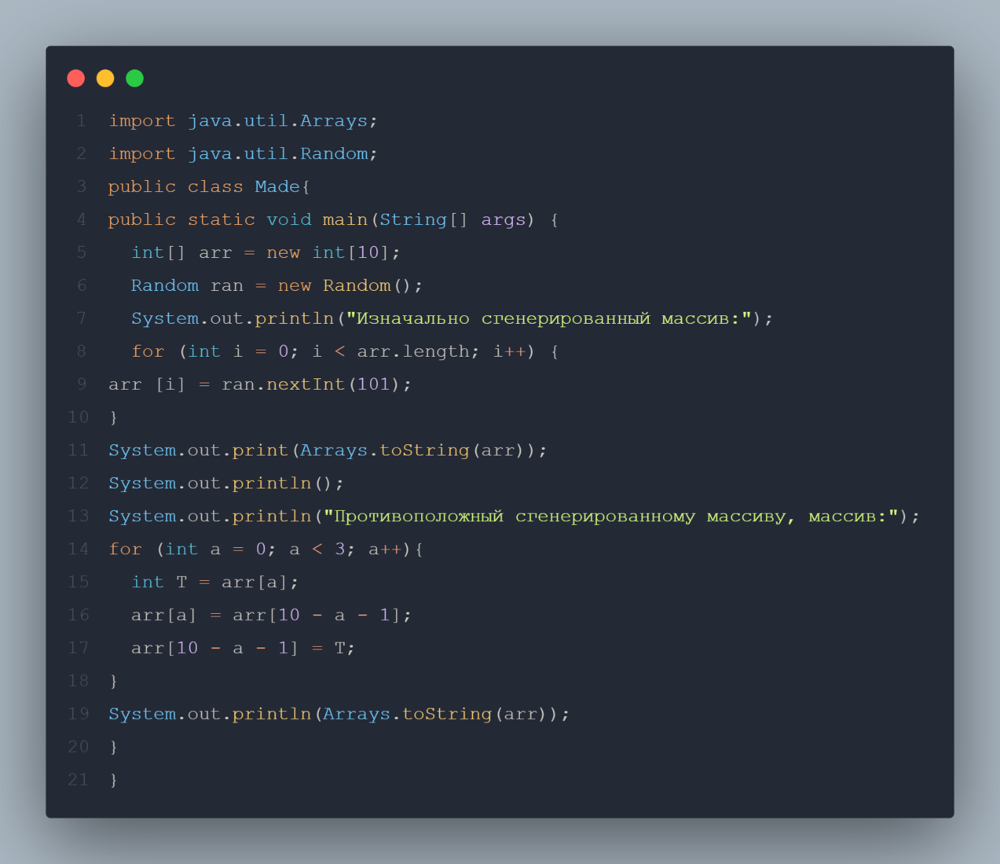 1 import java.util.Arrays;
2 import java.util.Random;
3 public class Made{
4 public static void main(String[] args) {
5   int[] arr = new int[10];
6   Random ran = new Random();
7   System.out.println("Изначально сгенерированный массив:");
8   for (int i = 0; i < arr.length; i++) {
9 arr [i] = ran.nextInt(101);
10 }
11 System.out.print(Arrays.toString(arr));
12 System.out.println();
13 System.out.println("Противоположный сгенерированному массиву, массив:");
14 for (int a = 0; a < 3; a++){
15   int T = arr[a];
16   arr[a] = arr[10 - a - 1];
17   arr[10 - a - 1] = T;
18 }
19 System.out.println(Arrays.toString(arr));
20 }
21 }